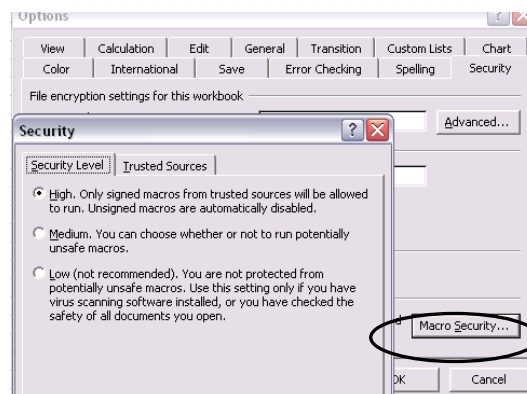 Options
View Calculation Edit General Transition Custom Lists Chart
Color International Save Error Checking Spelling Security
File encryption settings for this workbook
Advanced...
Security
Security Level Trusted Sources
High. Only signed macros from trusted sources will be allowed
to run. Unsigned macros are automatically disabled.
Medium. You can choose whether or not to run potentially
unsafe macros.
Low (not recommended). You are not protected from
potentially unsafe macros. Use this setting only if you have
virus scanning software installed, or you have checked the
safety of all documents you open.
Macro Security...
OK Cancel